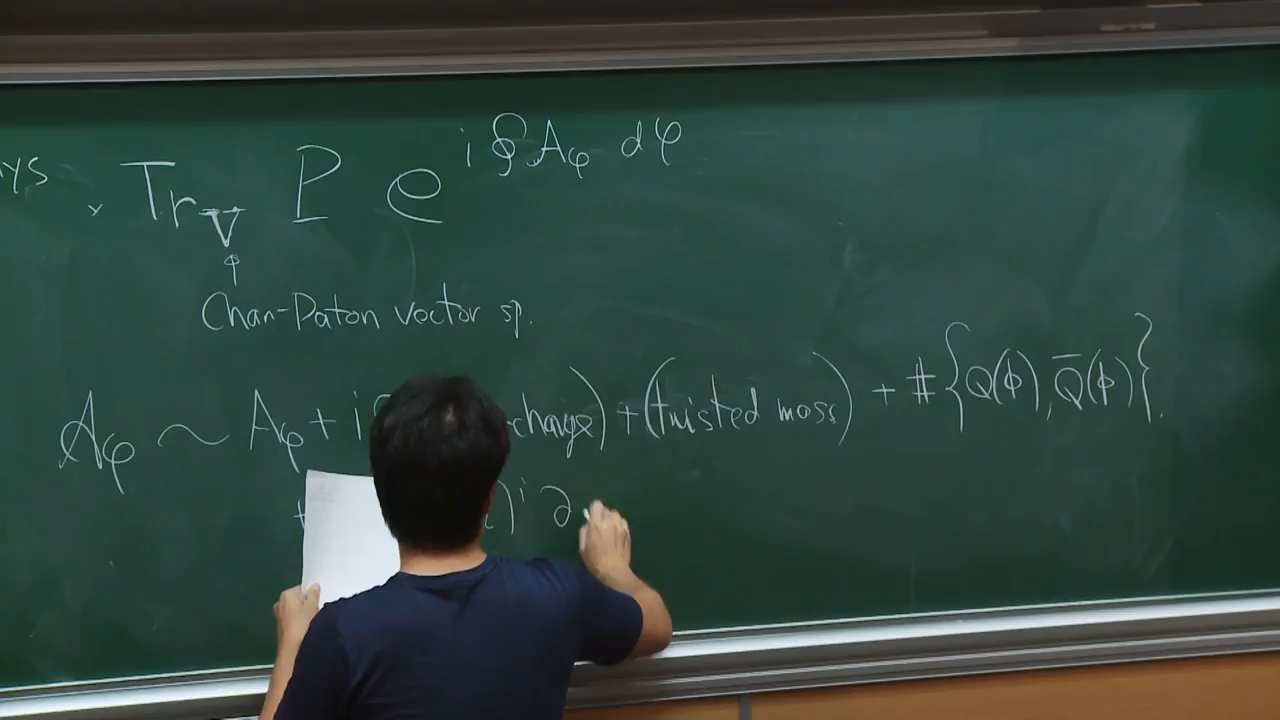 ys × Tr_V P e^{i∮A_φ dφ}
↑
Chan-Paton vector sp.
𝒜_φ ~ A_φ + i( -charge) + (twisted mass) + #{Q(ϕ), Q̄(ϕ)}.
+ )^i ∂